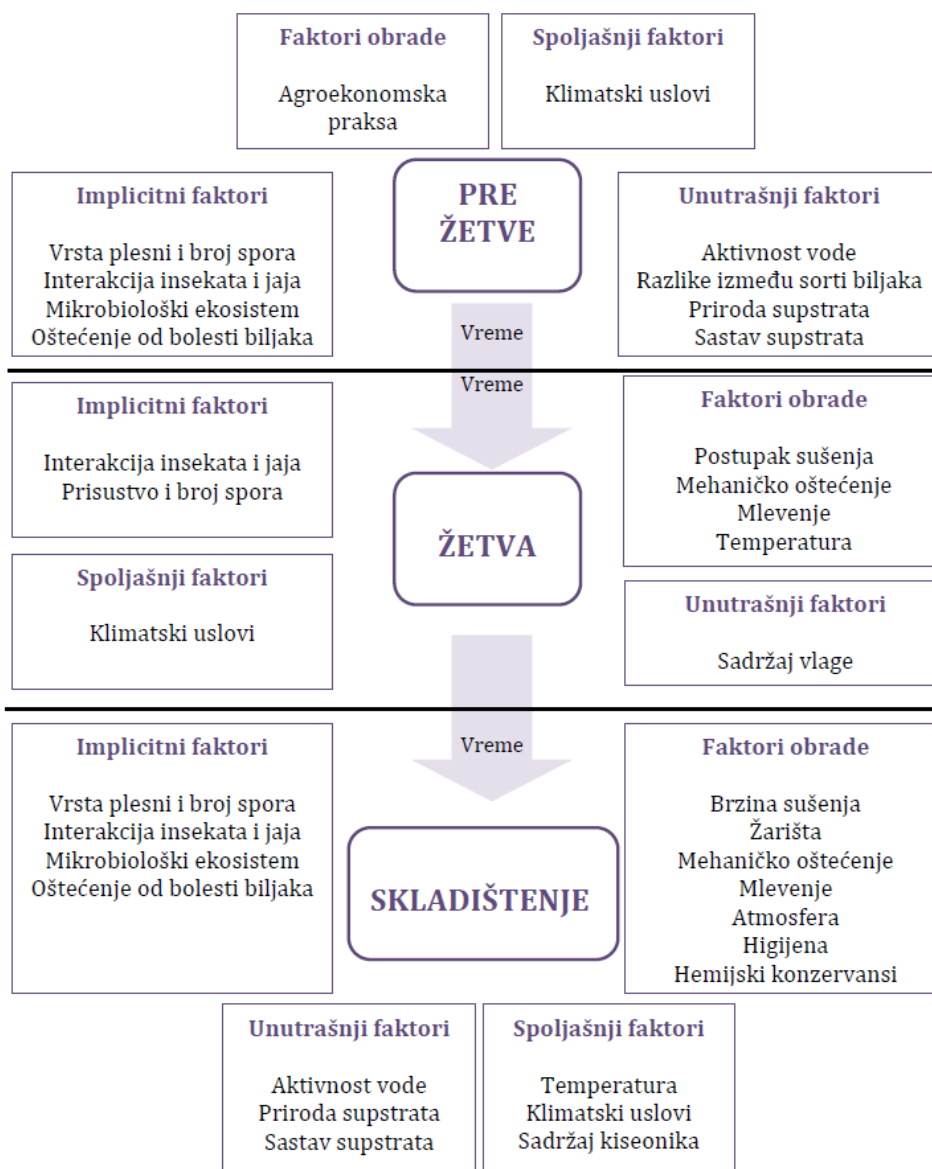 Faktori obrade
Agroekonomska
praksa
Spoljašnji faktori
Klimatski uslovi
Implicitni faktori
Vrsta plesni i broj spora
Interakcija insekata i jaja
Mikrobiološki ekosistem
Oštećenje od bolesti biljaka
PRE
ŽETVE
Unutrašnji faktori
Aktivnost vode
Razlike između sorti biljaka
Priroda supstrata
Sastav supstrata
Vreme
Vreme
Implicitni faktori
Interakcija insekata i jaja
Prisustvo i broj spora
Spoljašnji faktori
Klimatski uslovi
ŽETVA
Faktori obrade
Postupak sušenja
Mehaničko oštećenje
Mlevenje
Temperatura
Unutrašnji faktori
Sadržaj vlage
Vreme
Implicitni faktori
Vrsta plesni i broj spora
Interakcija insekata i jaja
Mikrobiološki ekosistem
Oštećenje od bolesti biljaka
SKLADIŠTENJE
Faktori obrade
Brzina sušenja
Žarišta
Mehaničko oštećenje
Mlevenje
Atmosfera
Higijena
Hemijski konzervansi
Unutrašnji faktori
Aktivnost vode
Priroda supstrata
Sastav supstrata
Spoljašnji faktori
Temperatura
Klimatski uslovi
Sadržaj kiseonika